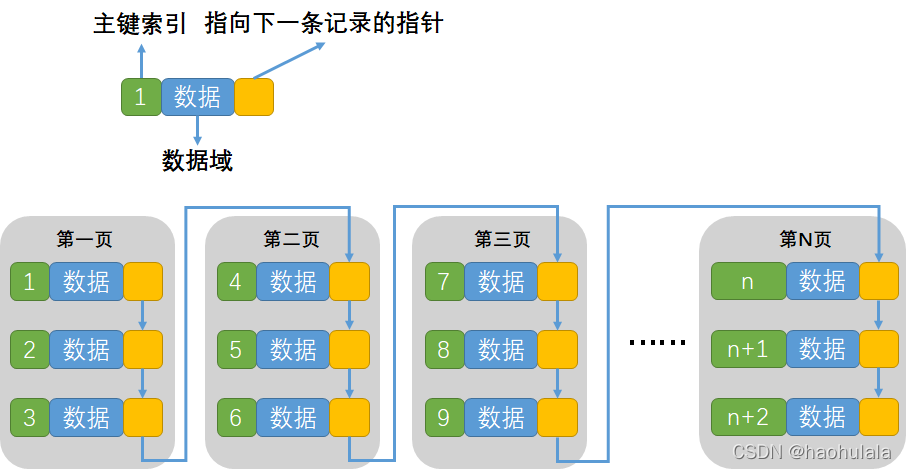 主键索引 指向下一条记录的指针
1 数据
数据域
第一页 第二页 第三页 第N页
1 数据 4 数据 7 数据 n 数据
2 数据 5 数据 8 数据 ...... n+1 数据
3 数据 6 数据 9 数据 n+2 数据
CSDN @haohulala